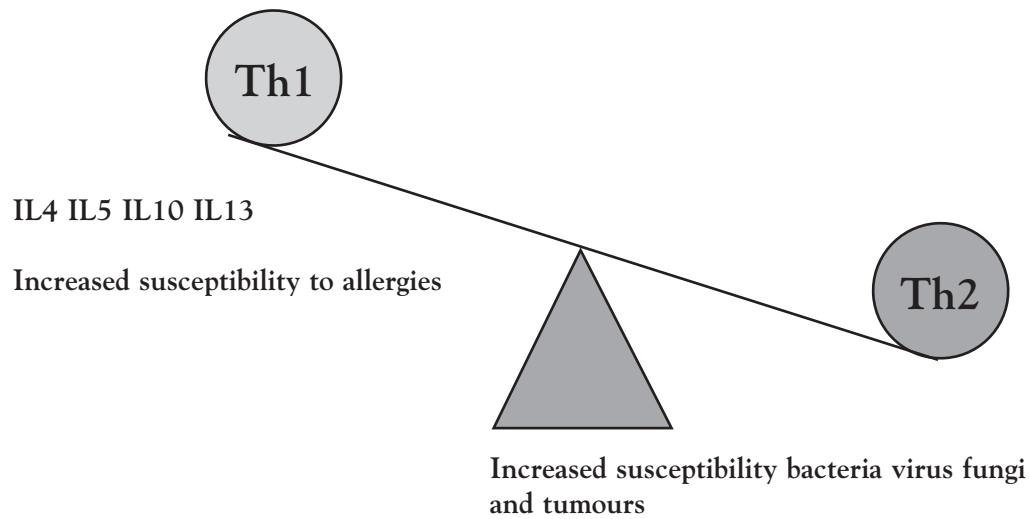 Th1
IL4 IL5 IL10 IL13
Increased susceptibility to allergies
Th2
Increased susceptibility bacteria virus fungi
and tumours